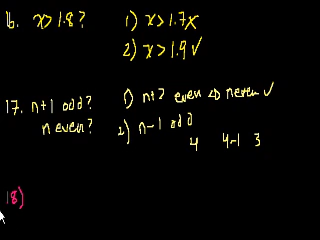 16. x>1.8? 1) x>1.7x
2) x>1.9 ✓
17. n+1 odd? 1) n+2 even ⇔ n even ✓
n even? 2) n-1 odd
4 4-1 3
18)